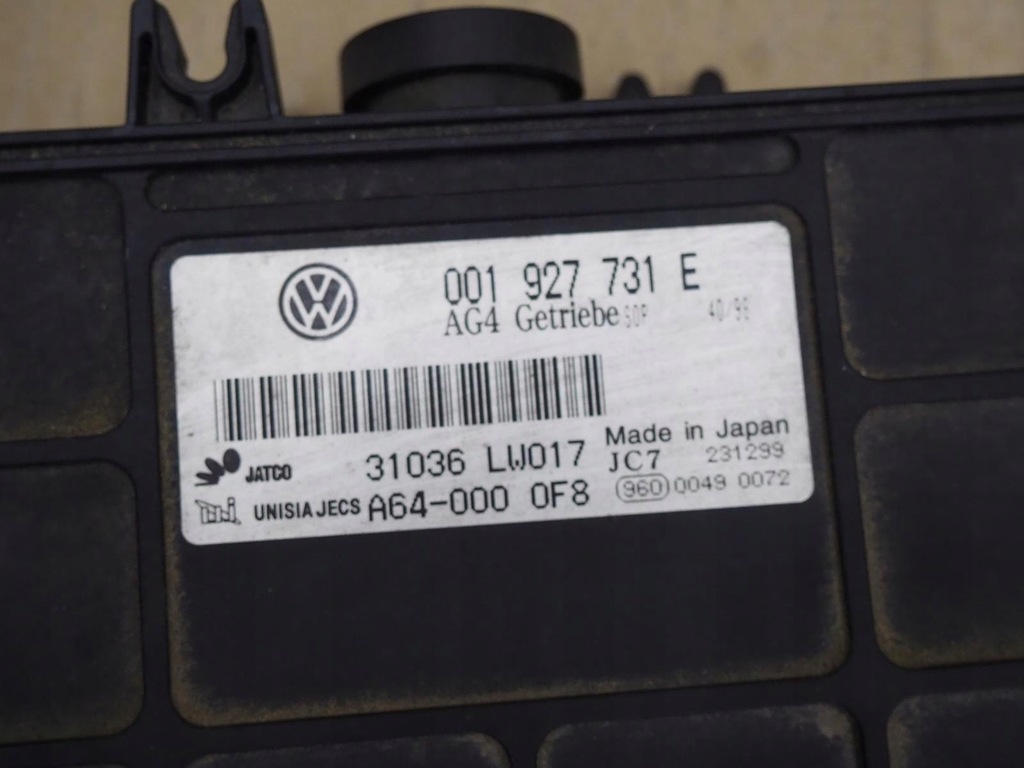 001 927 731 E
AG4 Getriebe
31036 LW017
JATCO
Made in Japan
JC7 231299
UNISIA JECS A64-000 0F8
960 0049 0072